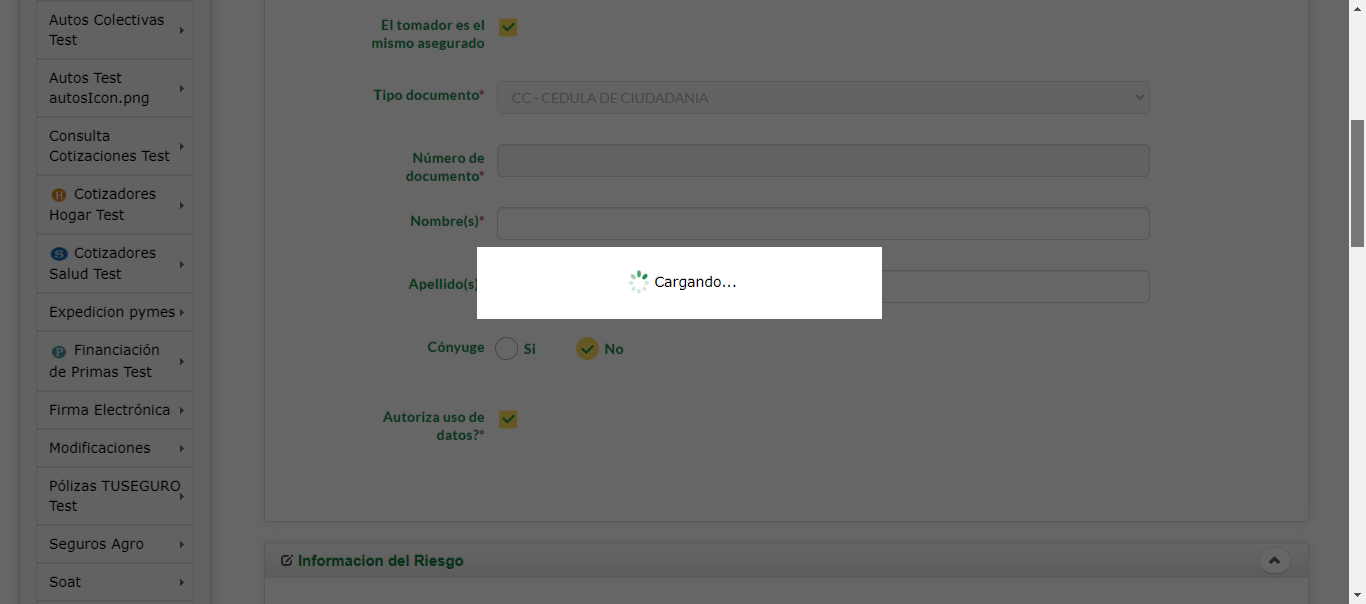 Autos Colectivas
Test
Autos Test
autosIcon.png
Consulta
Cotizaciones Test
H Cotizadores
Hogar Test
S Cotizadores
Salud Test
Expedicion pymes
P Financiación
de Primas Test
Firma Electrónica
Modificaciones
Pólizas TUSEGURO
Test
Seguros Agro
Soat
El tomador es el
mismo asegurado
Tipo documento*
CC - CEDULA DE CIUDADANIA
Número de
documento*
Nombre(s)*
Apellido(s)
Cargando...
Cónyuge
Si
No
Autoriza uso de
datos?*
Informacion del Riesgo